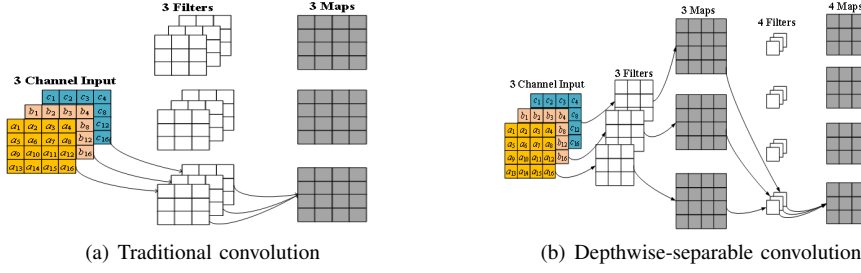 3 Filters
3 Maps
3 Channel Input
c1 c2 c3 c4
b1 b2 b3 b4 c8
a1 a2 a3 a4 b8 c12
a5 a6 a7 a8 b12 c16
a9 a10 a11 a12 b16
a13 a14 a15 a16
(a) Traditional convolution
3 Maps
4 Maps
4 Filters
3 Channel Input
3 Filters
c1 c2 c3 c4
b1 b2 b3 b4 c8
a1 a2 a3 a4 b8 c12
a5 a6 a7 a8 b12 c16
a9 a10 a11 a12 b16
a13 a14 a15 a16
(b) Depthwise-separable convolution